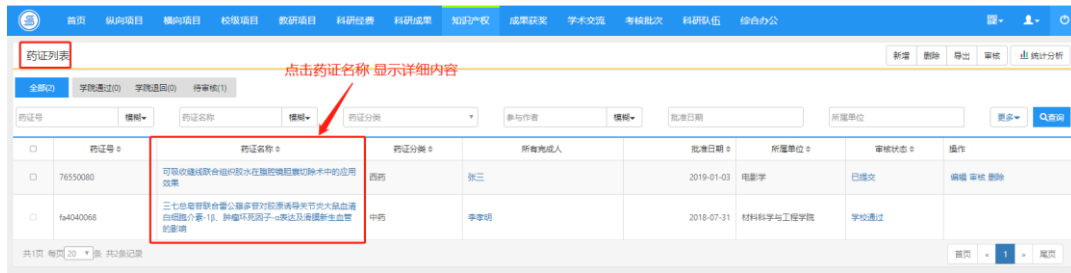 首页 纵向项目 横向项目 校级项目 教研项目 科研经费 科研成果 知识产权 成果获奖 学术交流 考核批次 科研队伍 综合办公
药证列表 新增 删除 导出 审核 统计分析
点击药证名称 显示详细内容
全部(2) 学院通过(0) 学院退回(0) 待审核(1)
药证号 模糊 药证名称 模糊 药证分类 参与作者 模糊 批准日期 所属单位 更多 查询
药证号 药证名称 药证分类 所有完成人 批准日期 所属单位 审核状态 操作
76550080 可吸收缝线联合组织胶水在腹腔镜胆囊切除术中的应用
效果 西药 张三 2019-01-03 电影学 已提交 编辑 审核 删除
三七总皂苷联合雷公藤多苷对胶原诱导关节炎大鼠血清
fa4040068 白细胞介素-1β、肿瘤坏死因子-α表达及滑膜新生血管 中药 李孝明 2018-07-31 材料科学与工程学院 学校通过
的影响
共1页 每页 20 条 共2条记录 首页 « 1 » 尾页